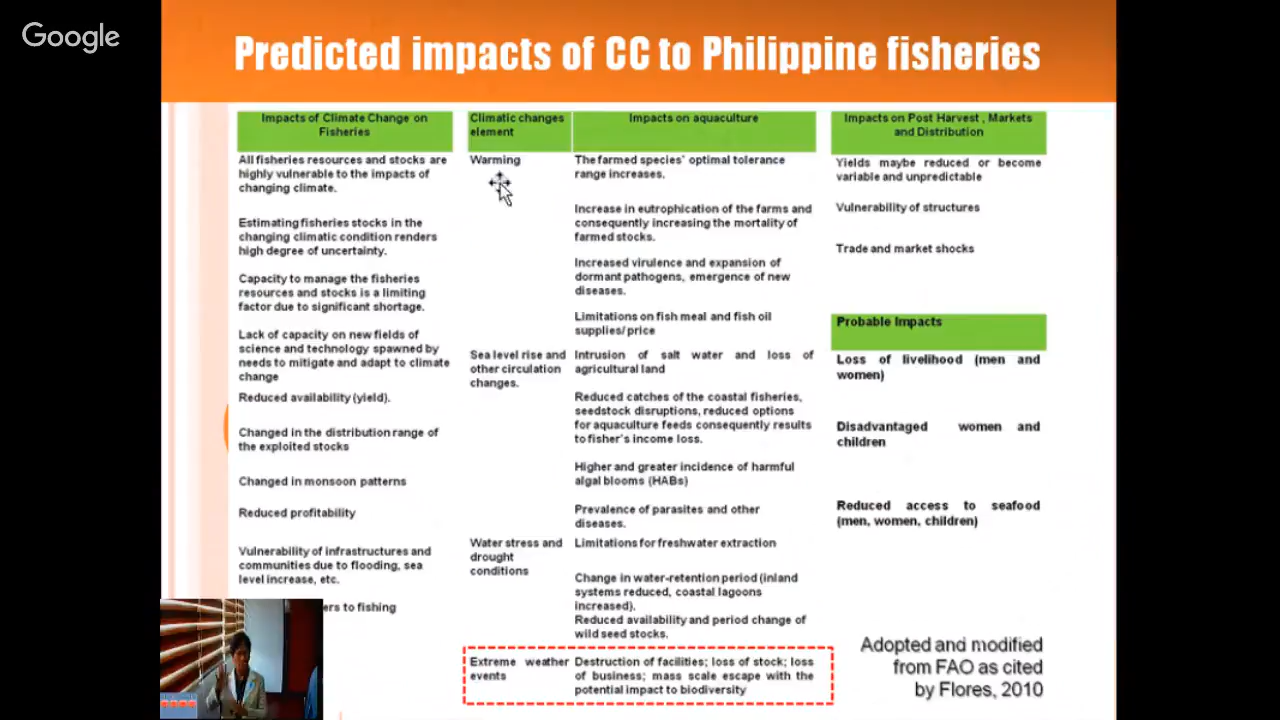 Google
Predicted impacts of CC to Philippine fisheries
Impacts of Climate Change on
Fisheries
All fisheries resources and stocks are
highly vulnerable to the impacts of
changing climate.
Estimating fisheries stocks in the
changing climatic condition renders
high degree of uncertainty.
Capacity to manage the fisheries
resources and stocks is a limiting
factor due to significant shortage.
Lack of capacity on new fields of
science and technology spawned by
needs to mitigate and adapt to climate
change
Reduced availability (yield).
Changed in the distribution range of
the exploited stocks
Changed in monsoon patterns
Reduced profitability
Vulnerability of infrastructures and
communities due to flooding, sea
level increase, etc.
to fishing
Climatic changes
element
Impacts on aquaculture
Warming
The farmed species' optimal tolerance
range increases.
Increase in eutrophication of the farms and
consequently increasing the mortality of
farmed stocks.
Increased virulence and expansion of
dormant pathogens, emergence of new
diseases.
Limitations on fish meal and fish oil
supplies/price
Sea level rise and
other circulation
changes.
Intrusion of salt water and loss of
agricultural land
Reduced catches of the coastal fisheries,
seedstock disruptions, reduced options
for aquaculture feeds consequently results
to fisher's income loss.
Higher and greater incidence of harmful
algal blooms (HABs)
Prevalence of parasites and other
diseases.
Water stress and
drought
conditions
Limitations for freshwater extraction
Change in water-retention period (inland
systems reduced, coastal lagoons
increased).
Reduced availability and period change of
wild seed stocks.
Extreme weather
events
Destruction of facilities; loss of stock; loss
of business; mass scale escape with the
potential impact to biodiversity
Impacts on Post Harvest , Markets
and Distribution
Yields maybe reduced or become
variable and unpredictable
Vulnerability of structures
Trade and market shocks
Probable Impacts
Loss of livelihood (men and
women)
Disadvantaged women and
children
Reduced access to seafood
(men, women, children)
Adopted and modified
from FAO as cited
by Flores, 2010